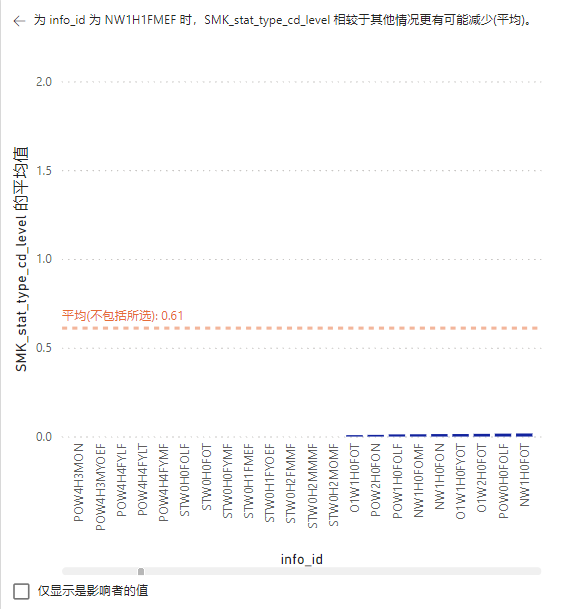 ← 为 info_id 为 NW1H1FMEF 时，SMK_stat_type_cd_level 相较于其他情况更有可能减少(平均)。
SMK_stat_type_cd_level 的平均值
2.0
1.5
1.0
平均(不包括所选): 0.61
0.5
0.0
POW4H3MON
POW4H3MYOEF
POW4H4FYLF
POW4H4FYLT
POW4H4FYMF
STW0H0FOLF
STW0H0FOT
STW0H0FYMF
STW0H1FMEF
STW0H1FYOEF
STW0H2FMMF
STW0H2MMMF
STW0H2MOMF
O1W1H0FOT
POW2H0FON
POW1H0FOLF
NW1H0FOMF
NW1H0FON
O1W1H0FYOT
O1W2H0FOT
POW0H0FOLF
NW1H0FOT
info_id
仅显示是影响者的值